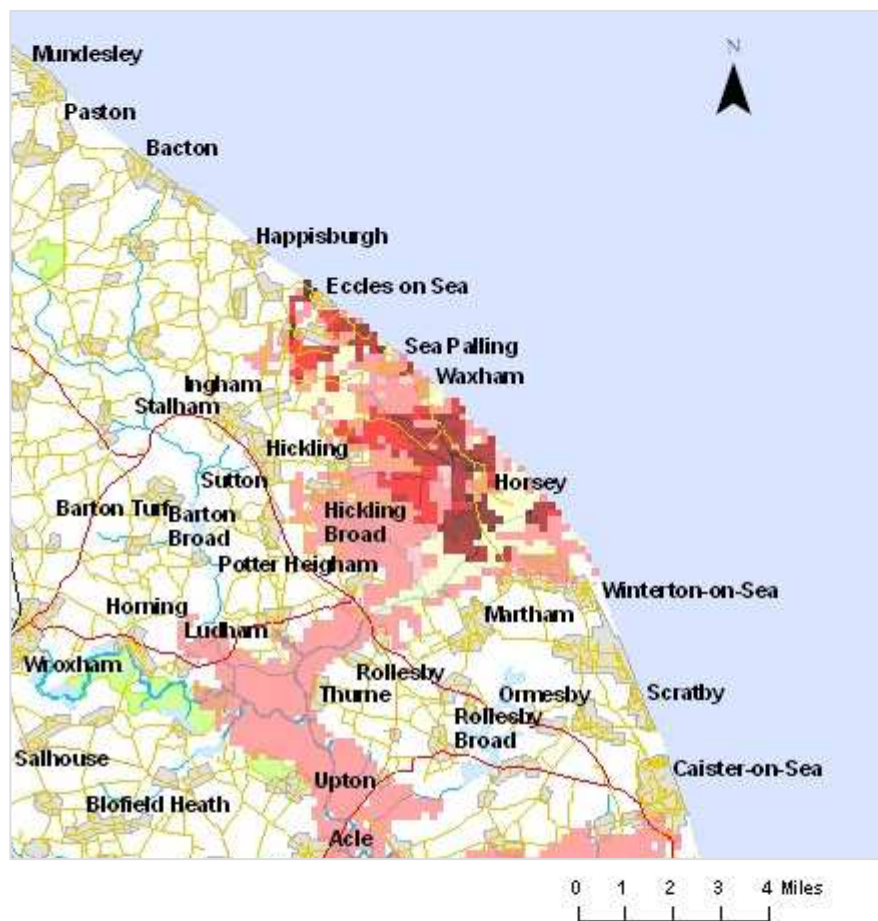 N
Mundesley
Paston
Bacton
Happisburgh
Eccles on Sea
Sea Palling
Waxham
Ingham
Stalham
Hickling
Sutton
Horsey
Barton Turf
Barton
Broad
Hickling
Broad
Potter Heigham
Winterton-on-Sea
Horning
Martham
Ludham
Wroxham
Rollesby
Thurne
Ormesby
Scratby
Rollesby
Broad
Salhouse
Upton
Caister-on-Sea
Blofield Heath
Acle
0 1 2 3 4 Miles